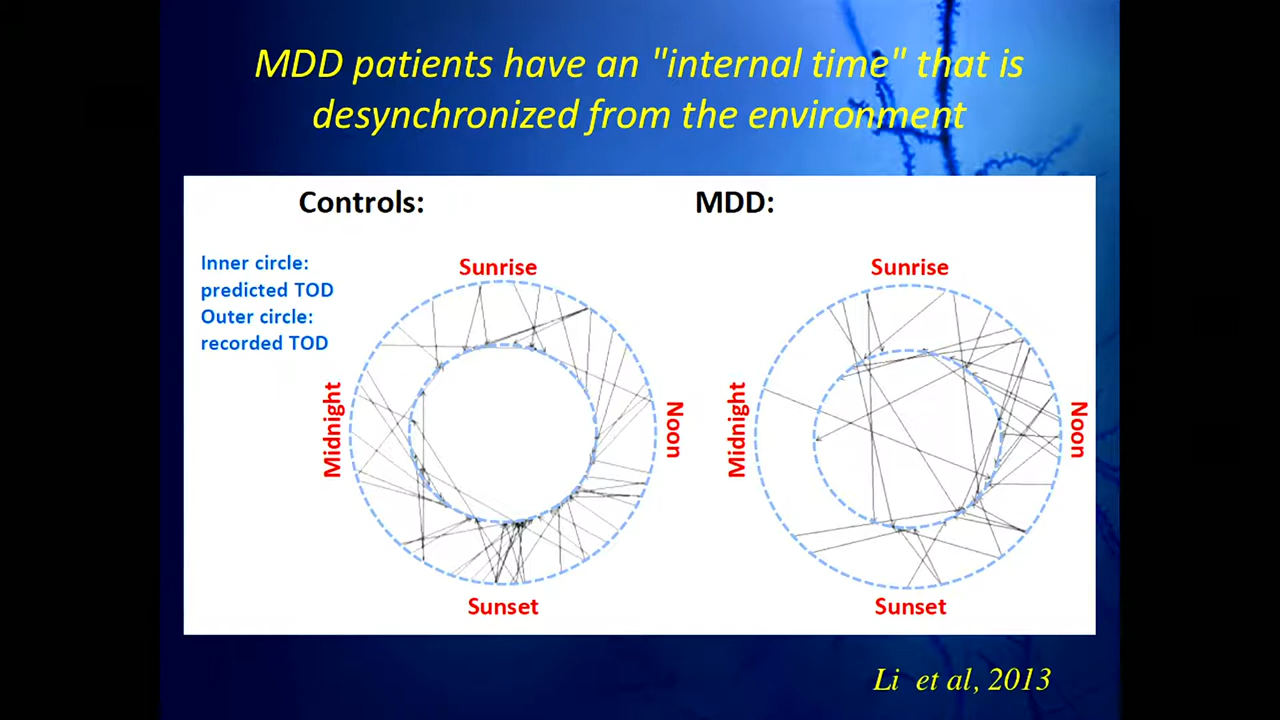 MDD patients have an "internal time" that is
desynchronized from the environment
Controls:
MDD:
Inner circle:
predicted TOD
Outer circle:
recorded TOD
Sunrise
Midnight
Noon
Sunset
Sunrise
Midnight
Noon
Sunset
Li et al, 2013